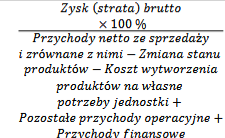 Zysk (strata) brutto
× 100 %
Przychody netto ze sprzedaży
i zrównane z nimi − Zmiana stanu
produktów − Koszt wytworzenia
produktów na własne
potrzeby jednostki +
Pozostałe przychody operacyjne +
Przychody finansowe